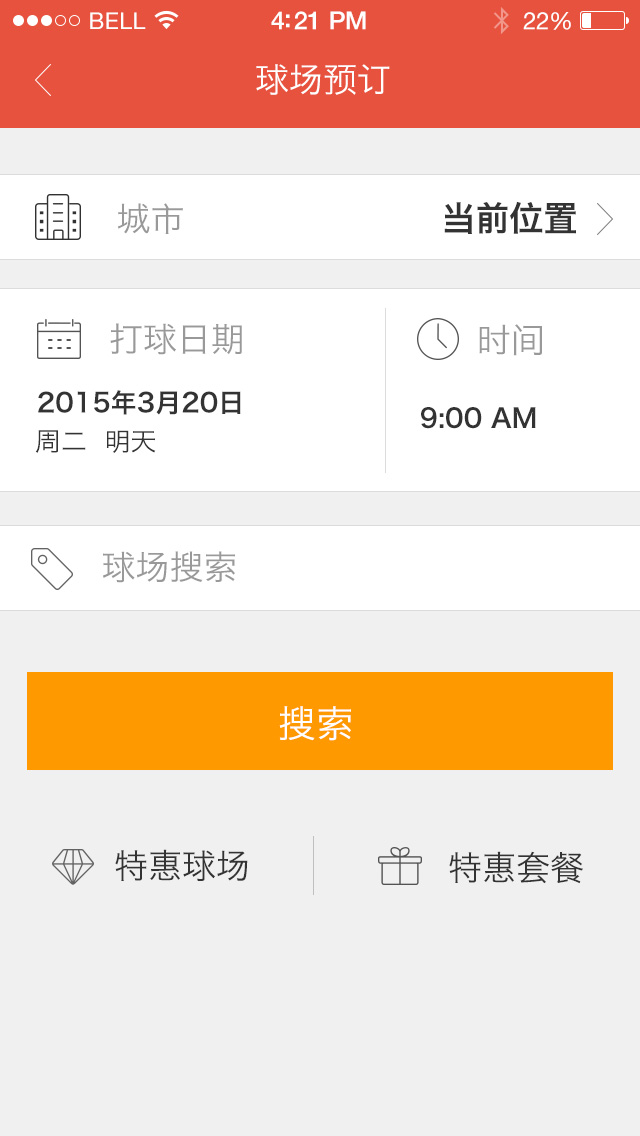 BELL 4:21 PM 22%
球场预订
城市 当前位置
打球日期 时间
2015年3月20日
9:00 AM
周二 明天
球场搜索
搜索
特惠球场 特惠套餐